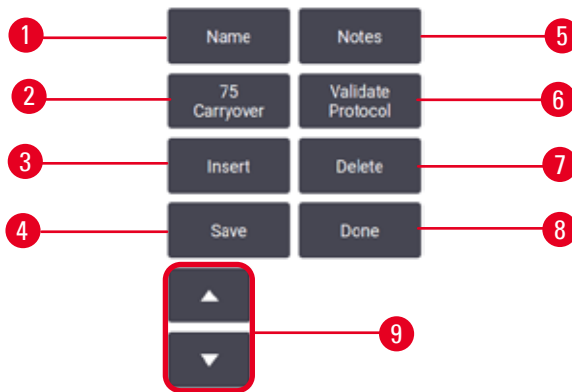 1 Name Notes 5
2 75 Carryover Validate Protocol 6
3 Insert Delete 7
4 Save Done 8
9